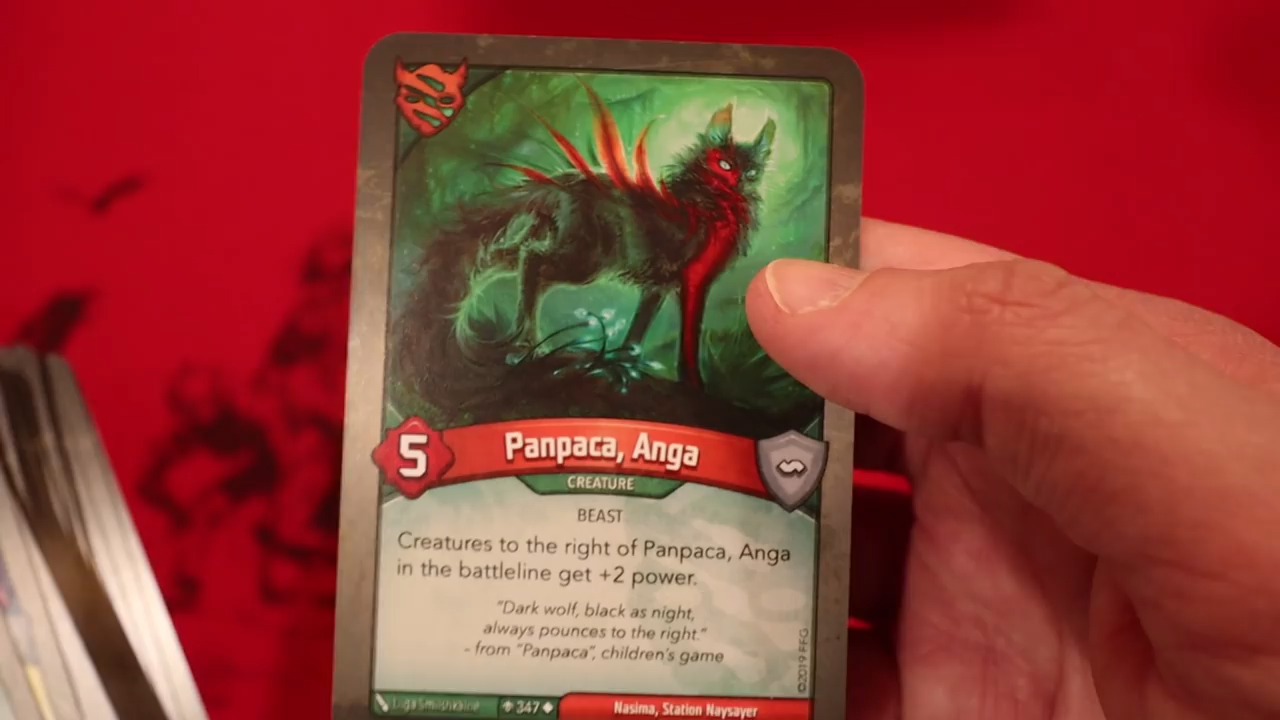 5
Panpaca, Anga
CREATURE
BEAST
Creatures to the right of Panpaca, Anga
in the battleline get +2 power.
"Dark wolf, black as night,
always pounces to the right."
- from "Panpaca", children's game
©2019 FFG
347
Nasima, Station Naysayer